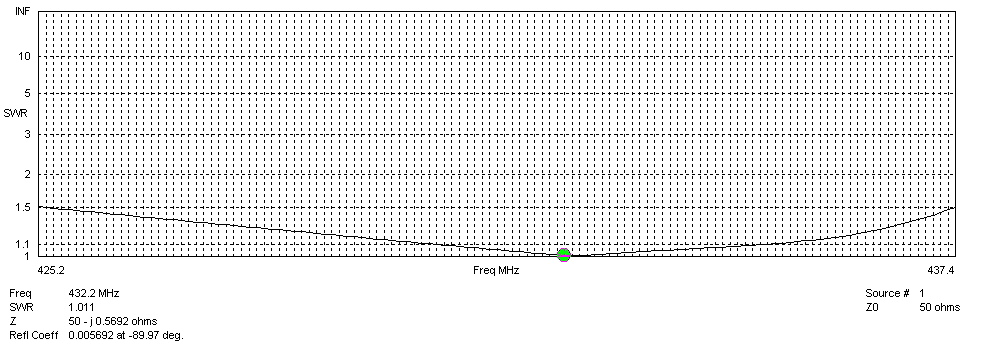 INF
10
5
SWR
3
2
1.5
1.1
1
425.2 Freq MHz 437.4
Freq 432.2 MHz Source # 1
SWR 1.011 Z0 50 ohms
Z 50 - j 0.5692 ohms
Refl Coeff 0.005692 at -89.97 deg.